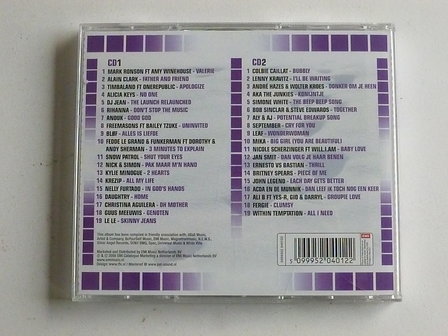 CD1
1 MARK RONSON FT AMY WINEHOUSE - VALERIE
2 ALAIN CLARK - FATHER AND FRIEND
3 TIMBALAND FT ONEREPUBLIC - APOLOGIZE
4 ALICIA KEYS - NO ONE
5 DJ JEAN - THE LAUNCH RELAUNCHED
6 RIHANNA - DON'T STOP THE MUSIC
7 ANOUK - GOOD GOD
8 FREEMASONS FT BAILEY TZUKE - UNINVITED
9 BLØF - ALLES IS LIEFDE
10 FEDDE LE GRAND & FUNKERMAN FT DOROTHY &
ANDY SHERMAN - 3 MINUTES TO EXPLAIN
11 SNOW PATROL - SHUT YOUR EYES
12 NICK & SIMON - PAK MAAR M'N HAND
13 KYLIE MINOGUE - 2 HEARTS
14 KREZIP - ALL MY LIFE
15 NELLY FURTADO - IN GOD'S HANDS
16 DAUGHTRY - HOME
17 CHRISTINA AGUILERA - OH MOTHER
18 GUUS MEEUWIS - GENOTEN
19 LE LE - SKINNY JEANS
CD2
1 COLBIE CAILLAT - BUBBLY
2 LENNY KRAVITZ - I'LL BE WAITING
3 ANDRÉ HAZES & WOLTER KROES - DONKER OM JE HEEN
4 AKA THE JUNKIES - KONIJNTJE
5 SIMONE WHITE - THE BEEP BEEP SONG
6 BOB SINCLAR & STEVE EDWARDS - TOGETHER
7 ALY & AJ - POTENTIAL BREAKUP SONG
8 SEPTEMBER - CRY FOR YOU
9 LEAF - WONDERWOMAN
10 MIKA - BIG GIRL YOU ARE BEAUTIFUL
11 NICOLE SCHERZINGER FT WILL.I.AM - BABY LOVE
12 JAN SMIT - DAN VOLG JE HAAR BENEN
13 ERNESTO VS BASTIAN - THRILL
14 BRITNEY SPEARS - PIECE OF ME
15 JOHN LEGEND - EACH DAY GETS BETTER
16 ACDA EN DE MUNNIK - DAN LEEF IK TOCH NOG EEN KEER
17 ALI B FT YES-R, GIO & DARRYL - GROUPIE LOVE
18 FERGIE - CLUMSY
19 WITHIN TEMPTATION - ALL I NEED
5 099952 040122